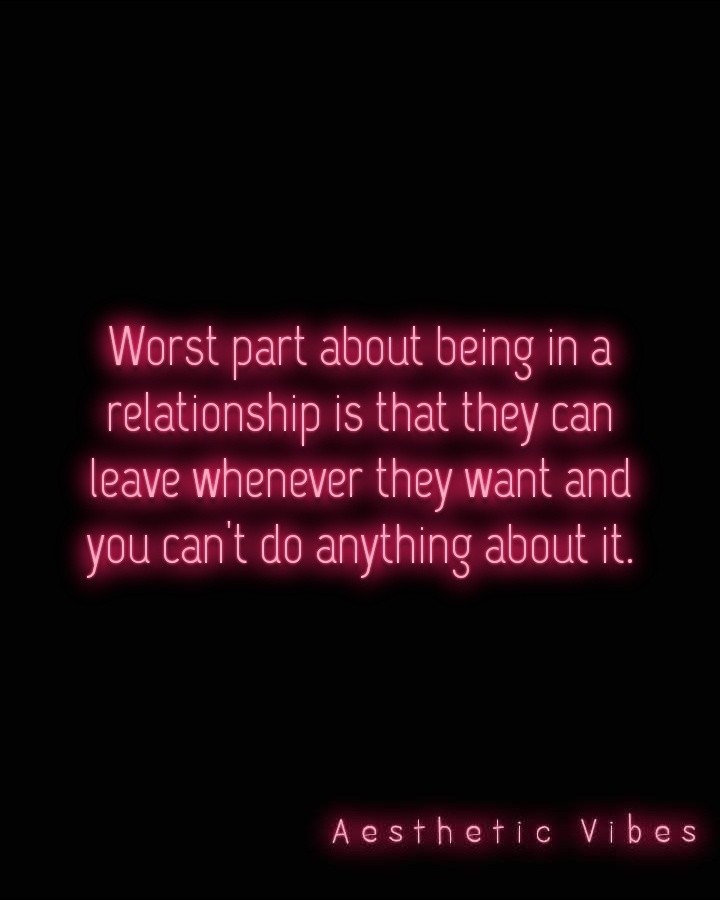 Worst part about being in a
relationship is that they can
leave whenever they want and
you can't do anything about it.
Aesthetic Vibes